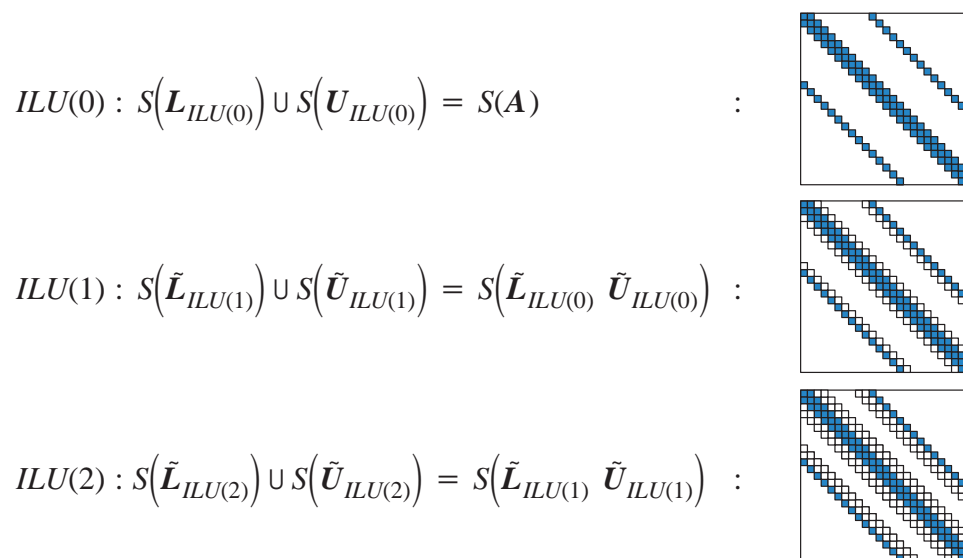 ILU(0) : S(L_ILU(0)) ∪ S(U_ILU(0)) = S(A) :
ILU(1) : S(L̃_ILU(1)) ∪ S(Ũ_ILU(1)) = S(L̃_ILU(0) Ũ_ILU(0)) :
ILU(2) : S(L̃_ILU(2)) ∪ S(Ũ_ILU(2)) = S(L̃_ILU(1) Ũ_ILU(1)) :